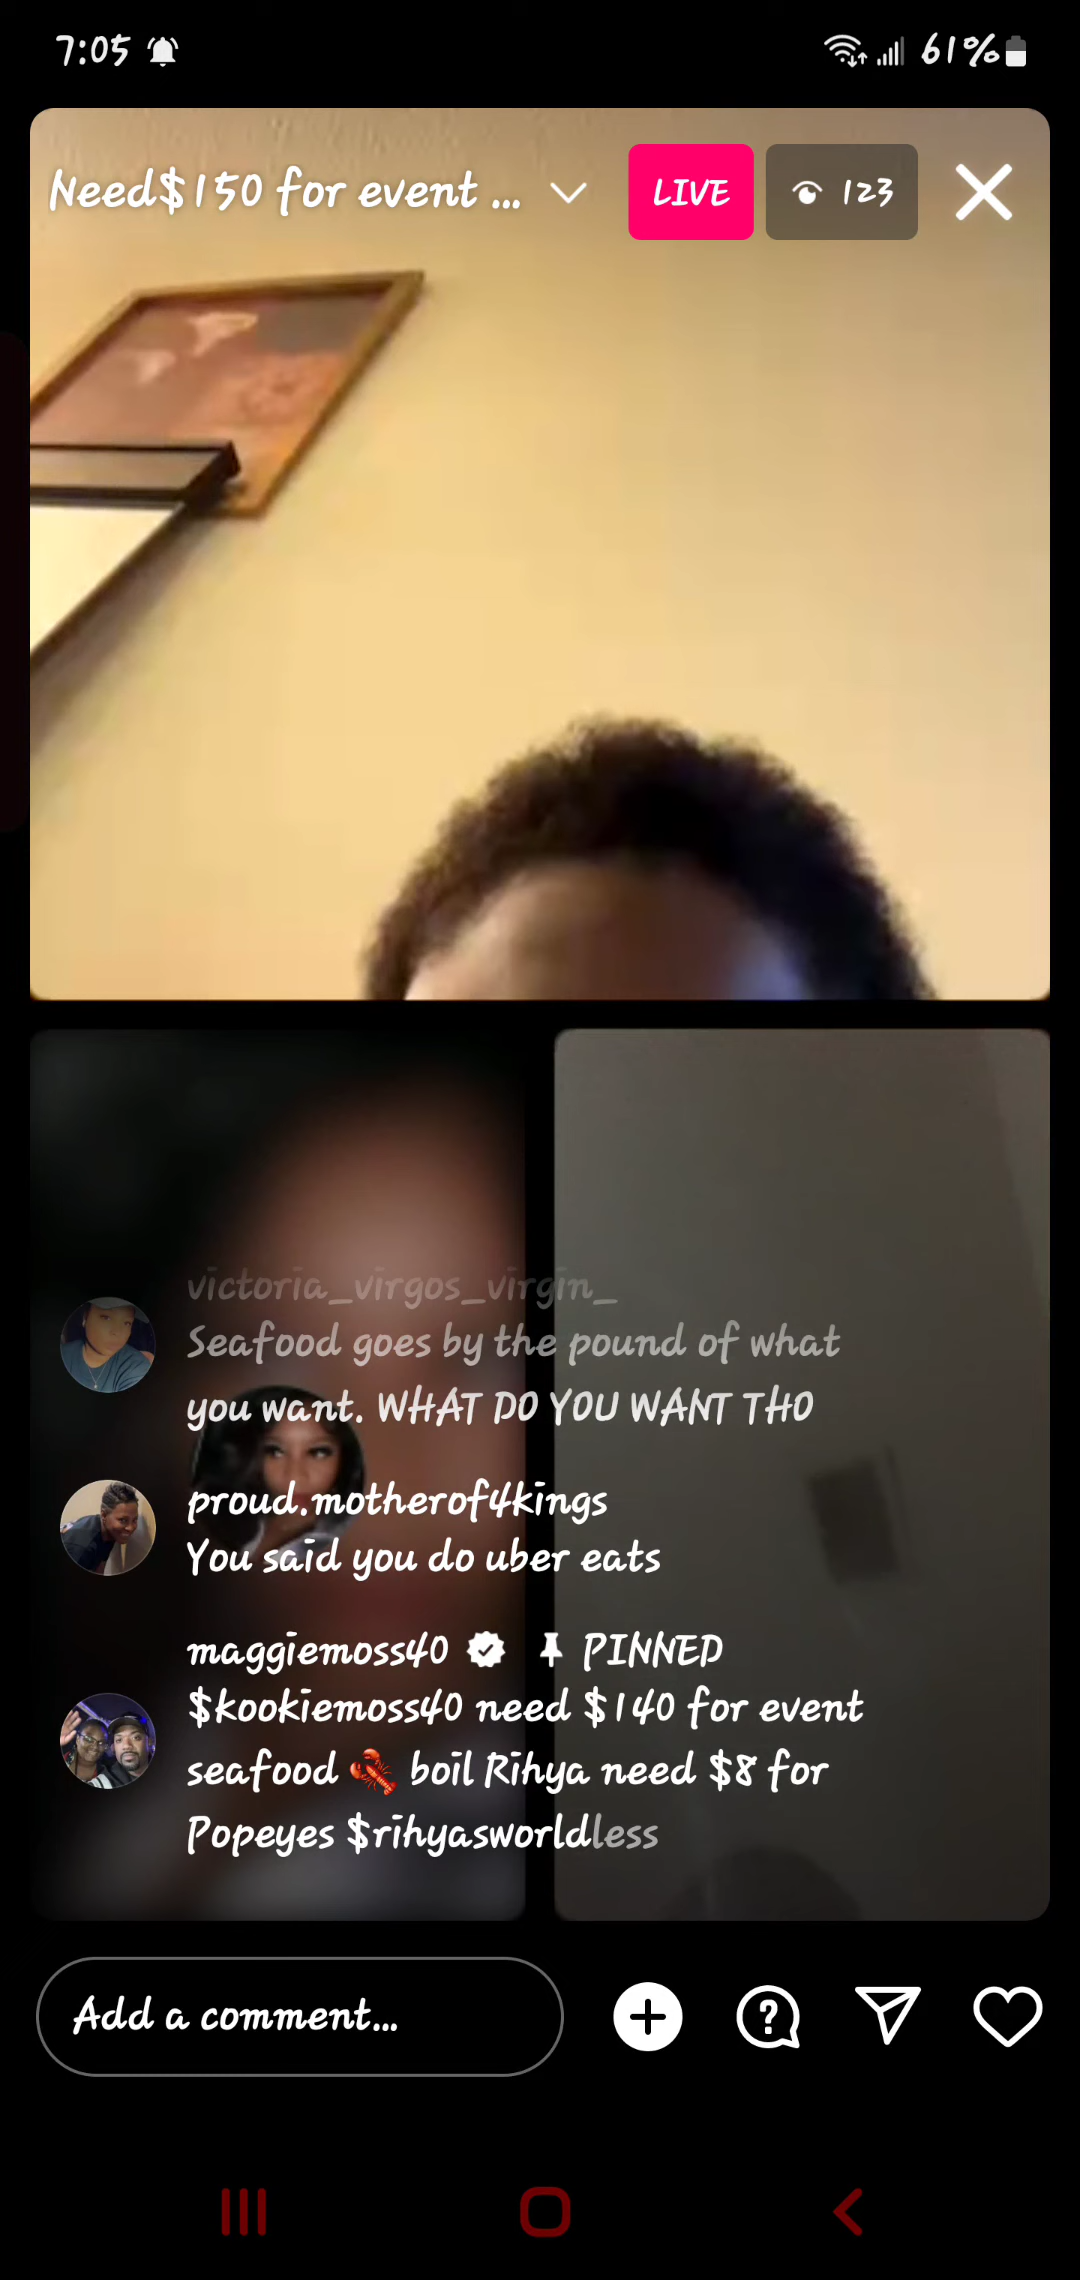 7:05
61%
Need$150 for event ...
LIVE
123
victoria_virgos_virgin_
Seafood goes by the pound of what
you want. WHAT DO YOU WANT THO
proud.motherof4kings
You said you do uber eats
maggiemoss40 PINNED
$kookiemoss40 need $140 for event
seafood 🦞 boil Rihya need $8 for
Popeyes $rihyasworldless
Add a comment...